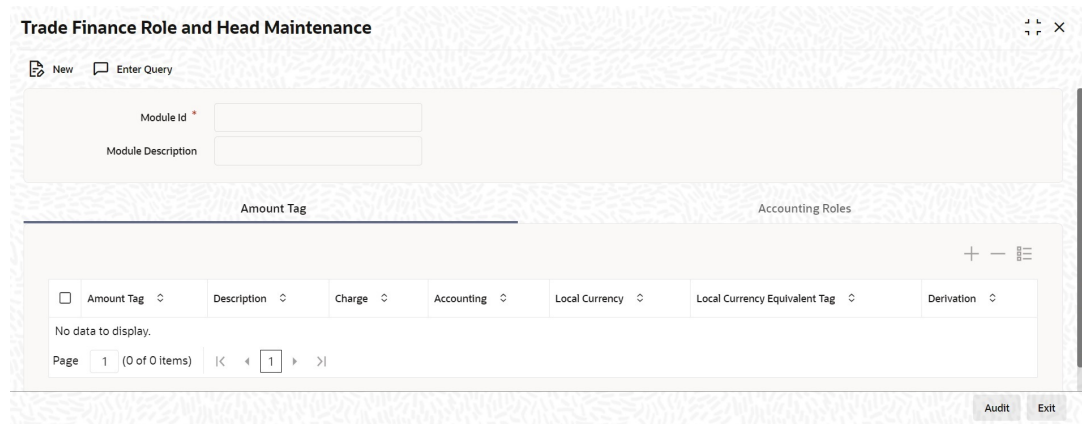 Trade Finance Role and Head Maintenance
New Enter Query
Module Id *
Module Description
Amount Tag Accounting Roles
Amount Tag Description Charge Accounting Local Currency Local Currency Equivalent Tag Derivation
No data to display.
Page 1 (0 of 0 items) 1
Audit Exit